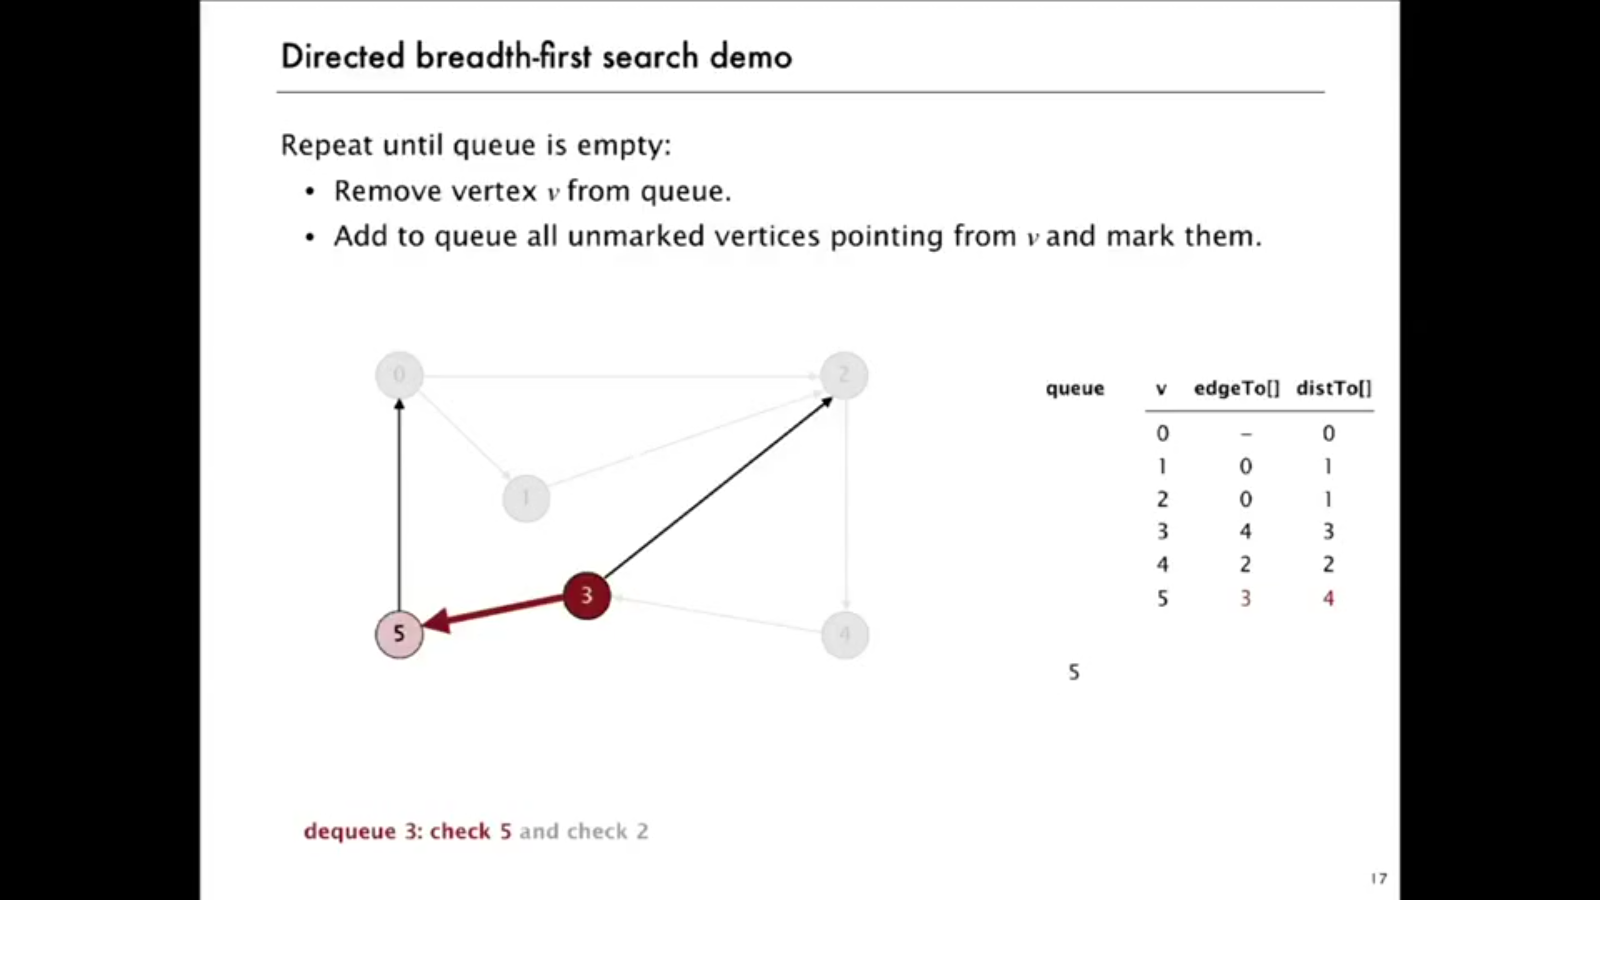 Directed breadth-first search demo
Repeat until queue is empty:
• Remove vertex v from queue.
• Add to queue all unmarked vertices pointing from v and mark them.
0
2
1
3
5
4
queue v edgeTo[] distTo[]
0 – 0
1 0 1
2 0 1
3 4 3
4 2 2
5 3 4
5
dequeue 3: check 5 and check 2
17